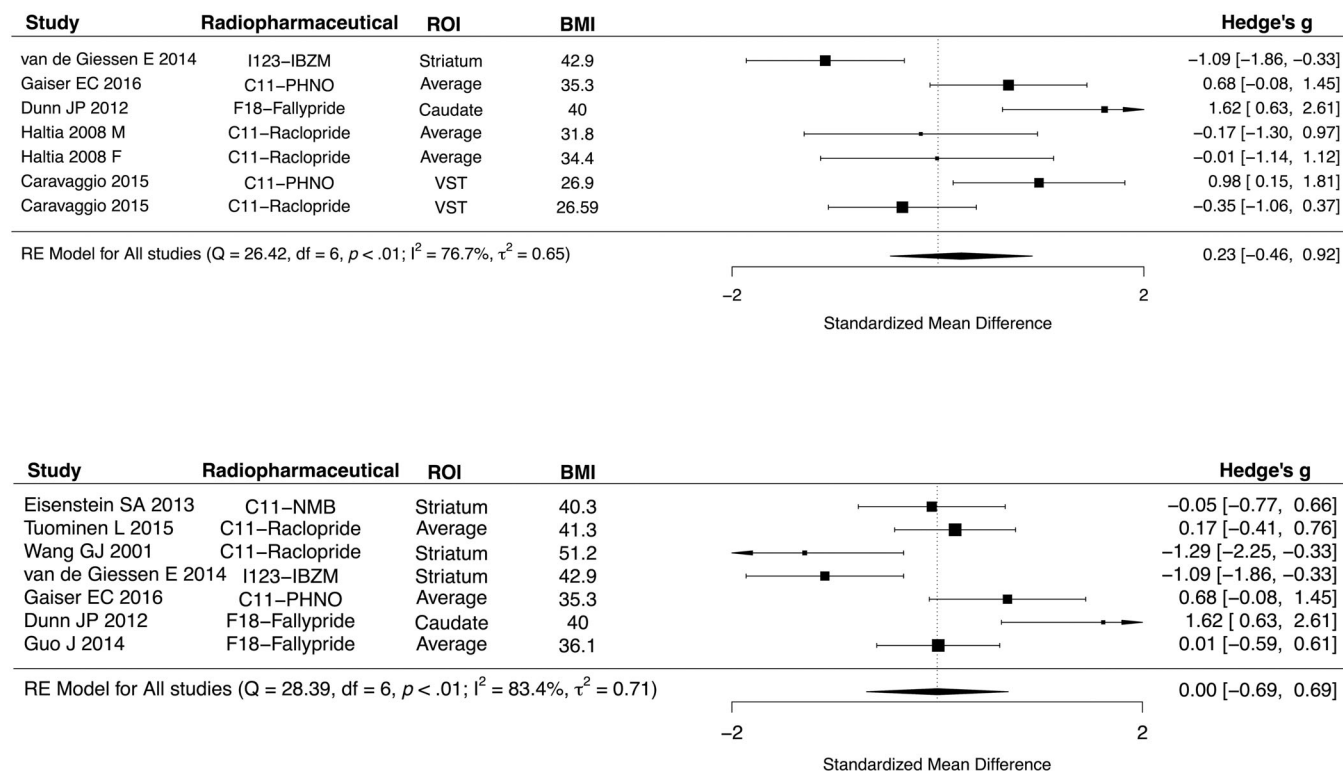 Study Radiopharmaceutical ROI BMI Hedge's g
van de Giessen E 2014 I123−IBZM Striatum 42.9 −1.09 [−1.86, −0.33]
Gaiser EC 2016 C11−PHNO Average 35.3 0.68 [−0.08, 1.45]
Dunn JP 2012 F18−Fallypride Caudate 40 1.62 [ 0.63, 2.61]
Haltia 2008 M C11−Raclopride Average 31.8 −0.17 [−1.30, 0.97]
Haltia 2008 F C11−Raclopride Average 34.4 −0.01 [−1.14, 1.12]
Caravaggio 2015 C11−PHNO VST 26.9 0.98 [ 0.15, 1.81]
Caravaggio 2015 C11−Raclopride VST 26.59 −0.35 [−1.06, 0.37]
RE Model for All studies (Q = 26.42, df = 6, p < .01; I² = 76.7%, τ² = 0.65) 0.23 [−0.46, 0.92]
−2 2
Standardized Mean Difference
Study Radiopharmaceutical ROI BMI Hedge's g
Eisenstein SA 2013 C11−NMB Striatum 40.3 −0.05 [−0.77, 0.66]
Tuominen L 2015 C11−Raclopride Average 41.3 0.17 [−0.41, 0.76]
Wang GJ 2001 C11−Raclopride Striatum 51.2 −1.29 [−2.25, −0.33]
van de Giessen E 2014 I123−IBZM Striatum 42.9 −1.09 [−1.86, −0.33]
Gaiser EC 2016 C11−PHNO Average 35.3 0.68 [−0.08, 1.45]
Dunn JP 2012 F18−Fallypride Caudate 40 1.62 [ 0.63, 2.61]
Guo J 2014 F18−Fallypride Average 36.1 0.01 [−0.59, 0.61]
RE Model for All studies (Q = 28.39, df = 6, p < .01; I² = 83.4%, τ² = 0.71) 0.00 [−0.69, 0.69]
−2 2
Standardized Mean Difference